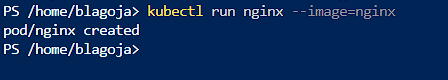 PS /home/blagoja> kubectl run nginx --image=nginx
pod/nginx created
PS /home/blagoja>